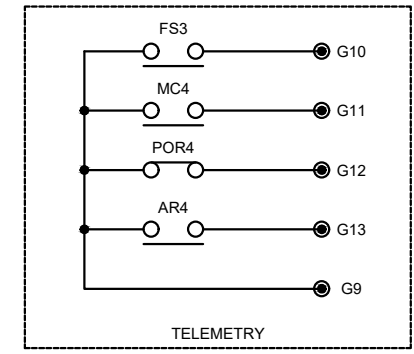 FS3
G10
MC4
G11
POR4
G12
AR4
G13
G9
TELEMETRY